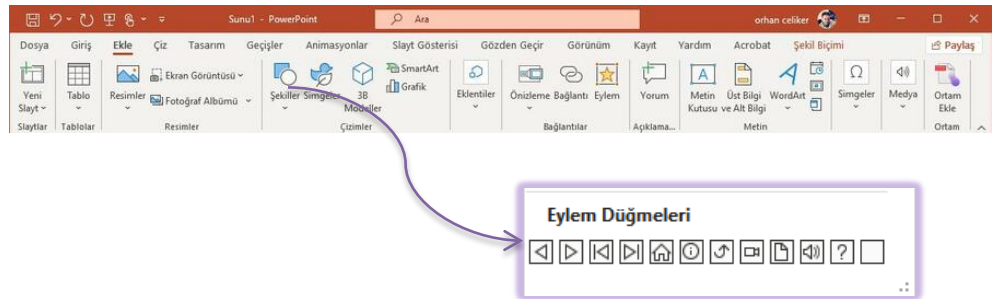 Sunu1 - PowerPoint
Ara
orhan celiker
Dosya Giriş Ekle Çiz Tasarım Geçişler Animasyonlar Slayt Gösterisi Gözden Geçir Görünüm Kayıt Yardım Acrobat Şekil Biçimi Paylaş
Yeni Slayt
Tablo
Resimler
Ekran Görüntüsü
Fotoğraf Albümü
Şekiller
Simgeler
3B Modeller
SmartArt
Grafik
Eklentiler
Önizleme
Bağlantı
Eylem
Yorum
Metin Kutusu
Üst Bilgi ve Alt Bilgi
WordArt
Simgeler
Medya
Ortam Ekle
Slaytlar Tablolar Resimler Çizimler Bağlantılar Açıklama... Metin Ortam
Eylem Düğmeleri